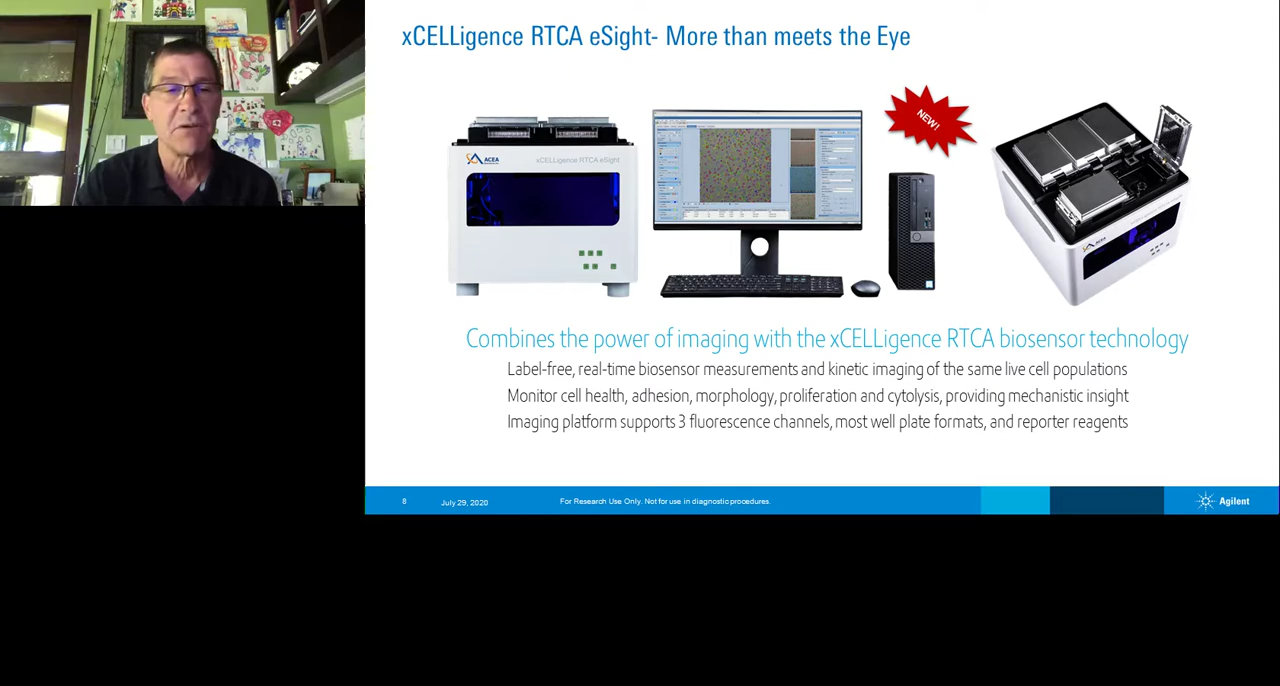 xCELLigence RTCA eSight- More than meets the Eye
NEW!
ACEA
xCELLigence RTCA eSight
ACEA
Combines the power of imaging with the xCELLigence RTCA biosensor technology
Label-free, real-time biosensor measurements and kinetic imaging of the same live cell populations
Monitor cell health, adhesion, morphology, proliferation and cytolysis, providing mechanistic insight
Imaging platform supports 3 fluorescence channels, most well plate formats, and reporter reagents
8
July 29, 2020
For Research Use Only. Not for use in diagnostic procedures.
Agilent